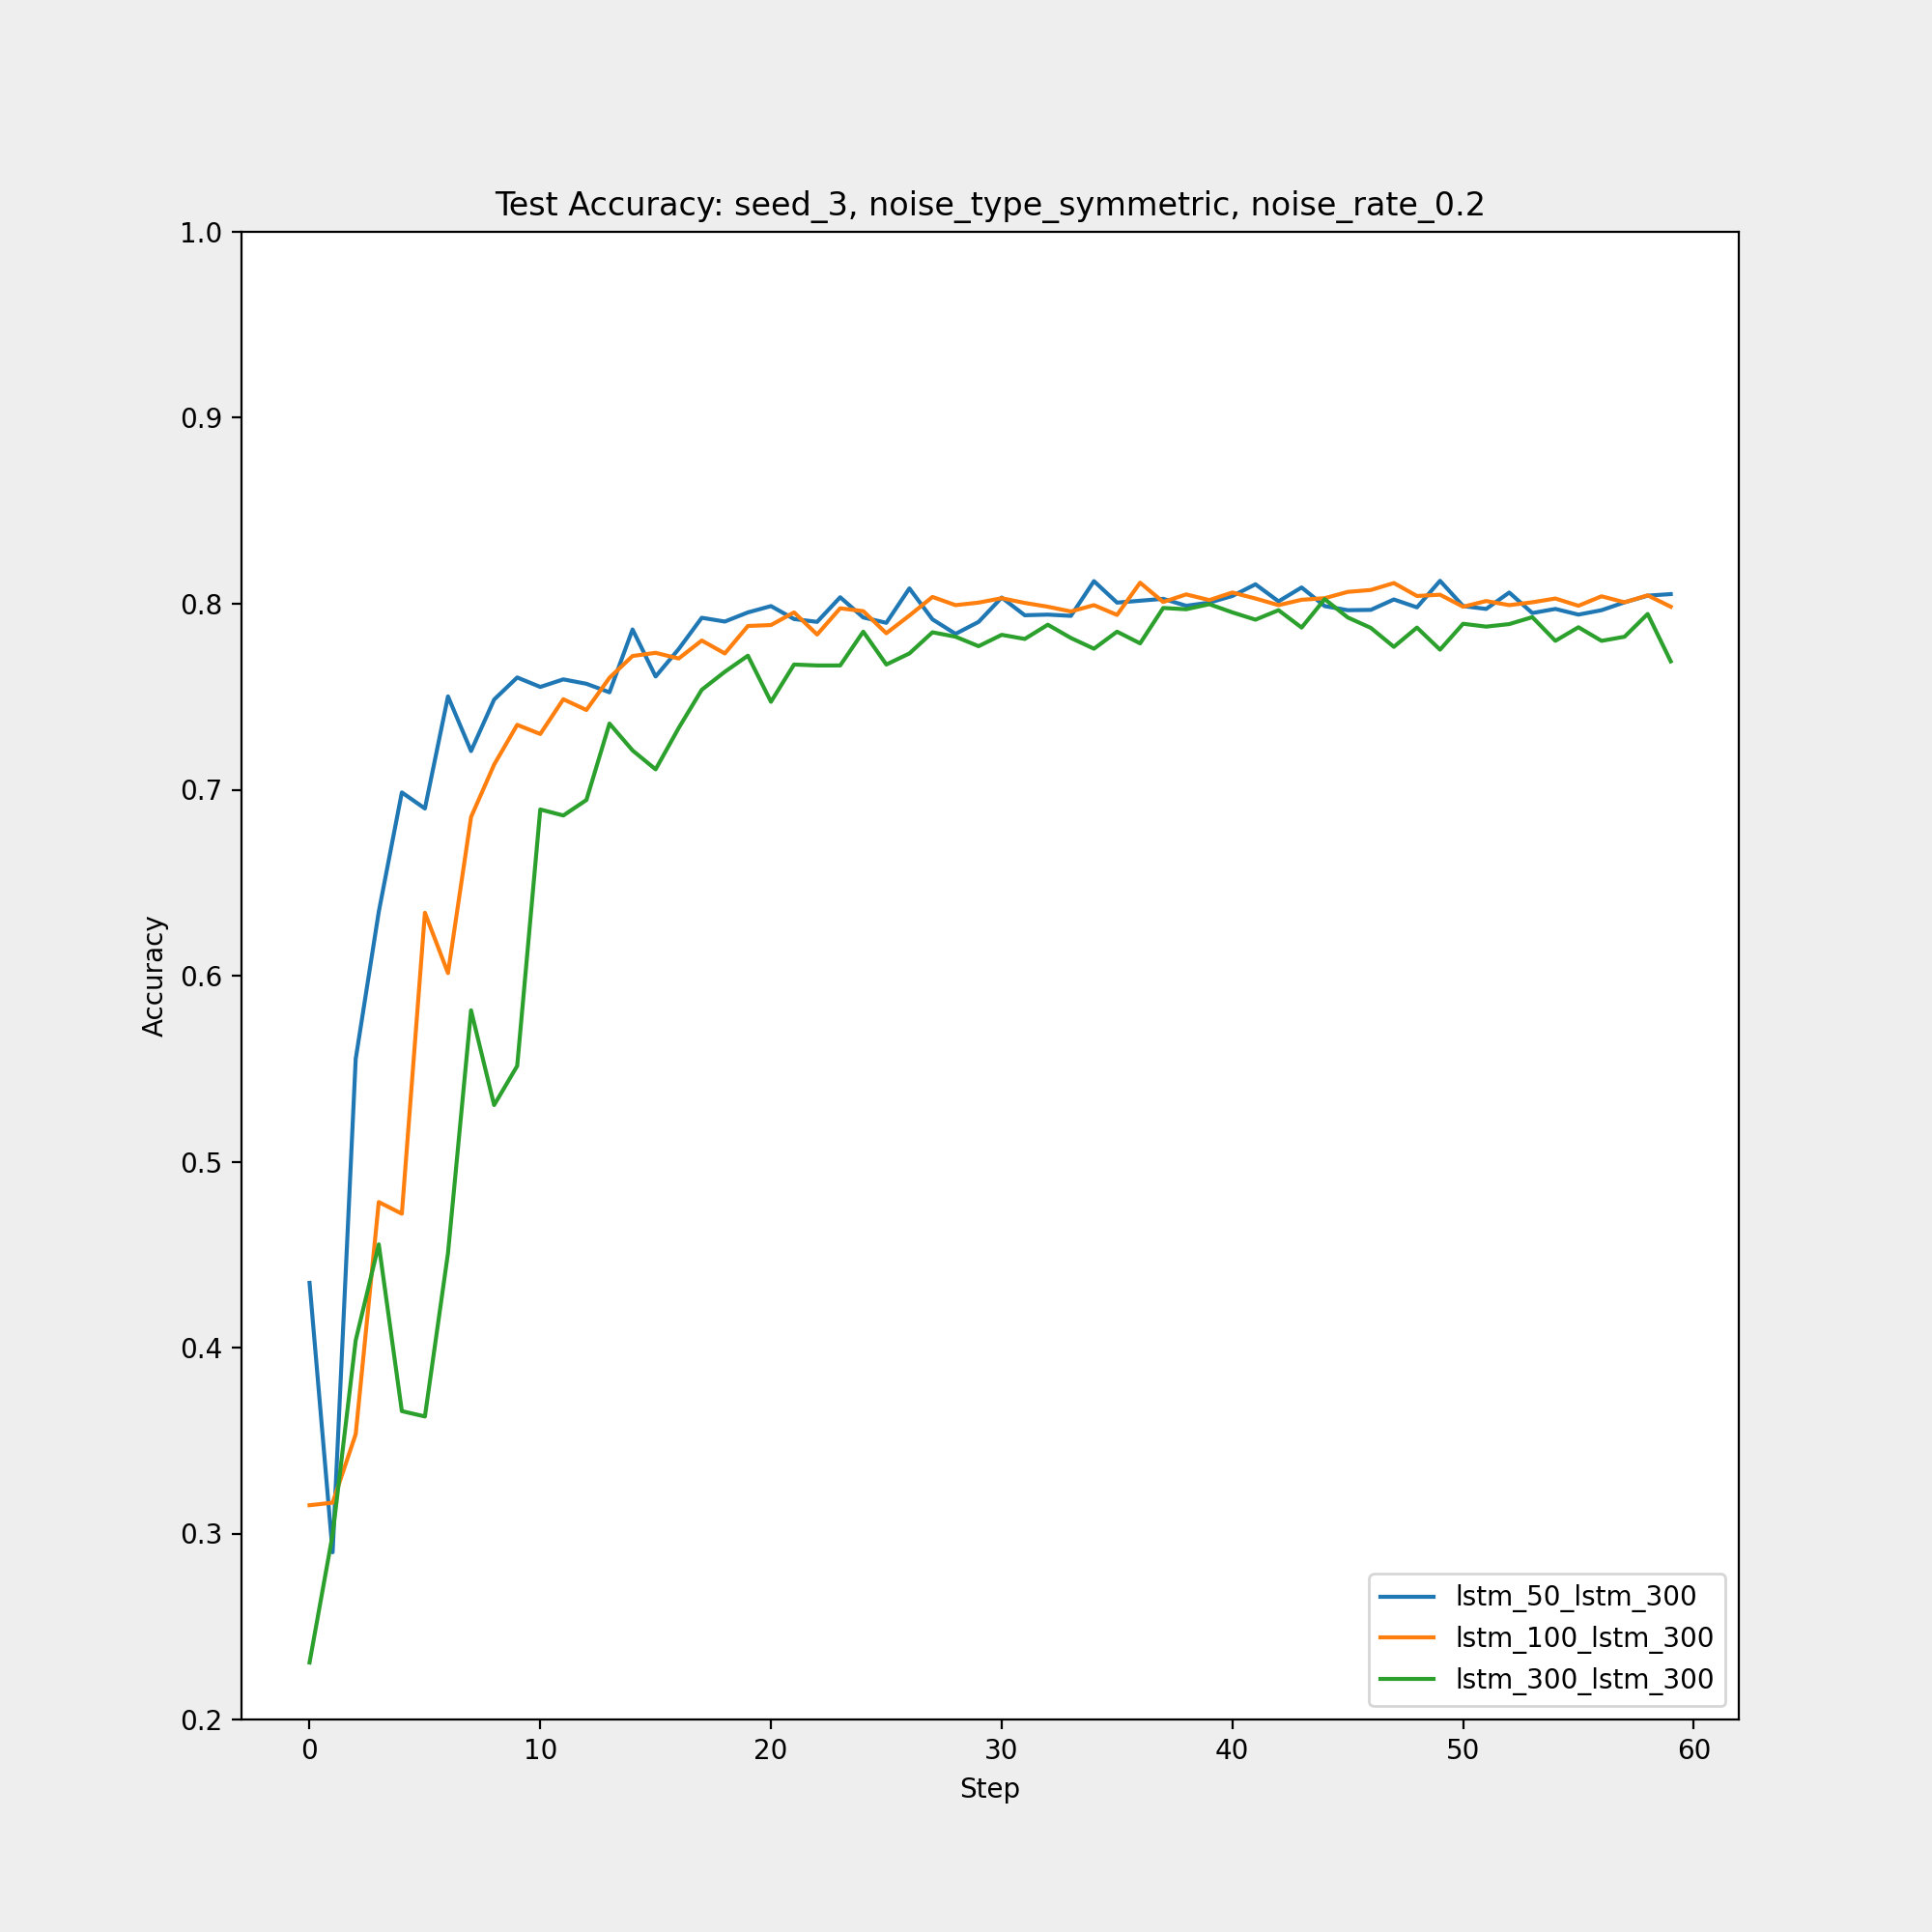 Test Accuracy: seed_3, noise_type_symmetric, noise_rate_0.2
1.0
0.9
0.8
0.7
0.6
0.5
0.4
0.3
0.2
Accuracy
0 10 20 30 40 50 60
Step
lstm_50_lstm_300
lstm_100_lstm_300
lstm_300_lstm_300